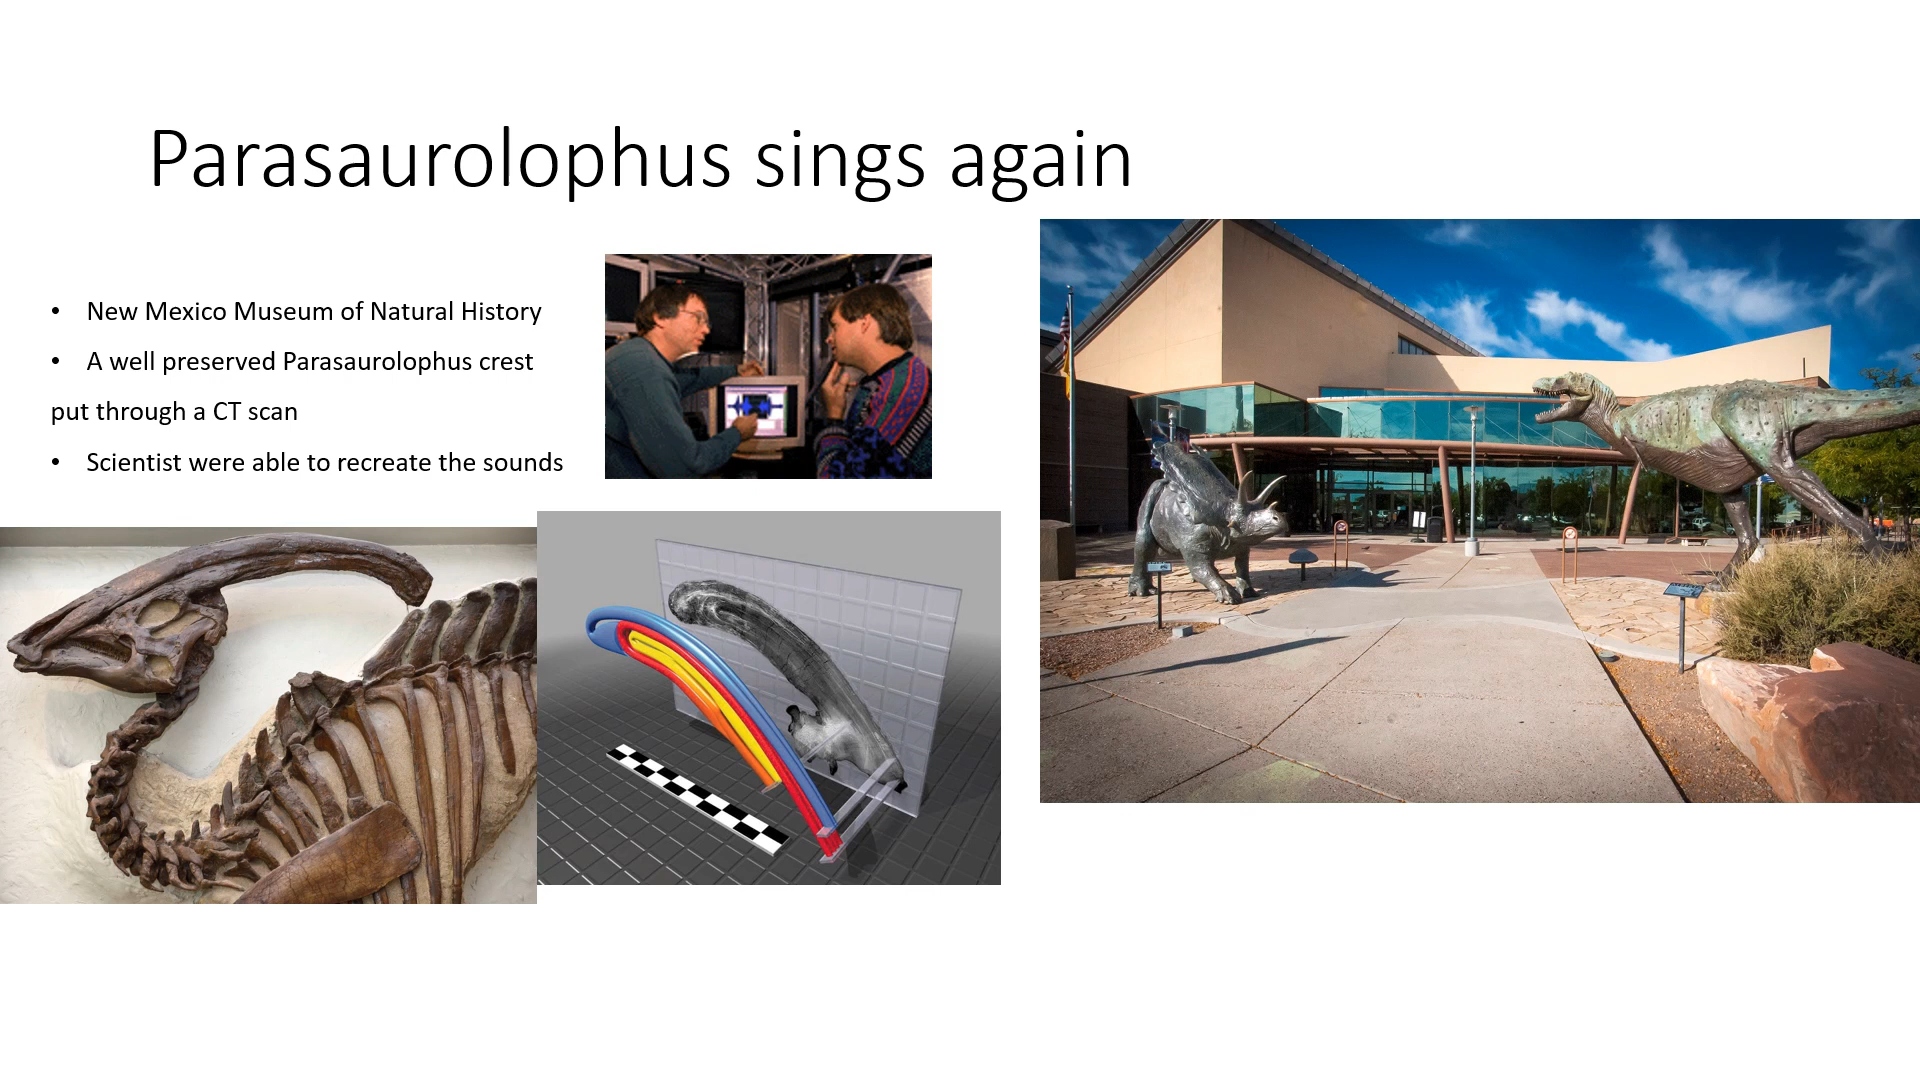 Parasaurolophus sings again
• New Mexico Museum of Natural History
• A well preserved Parasaurolophus crest
put through a CT scan
• Scientist were able to recreate the sounds